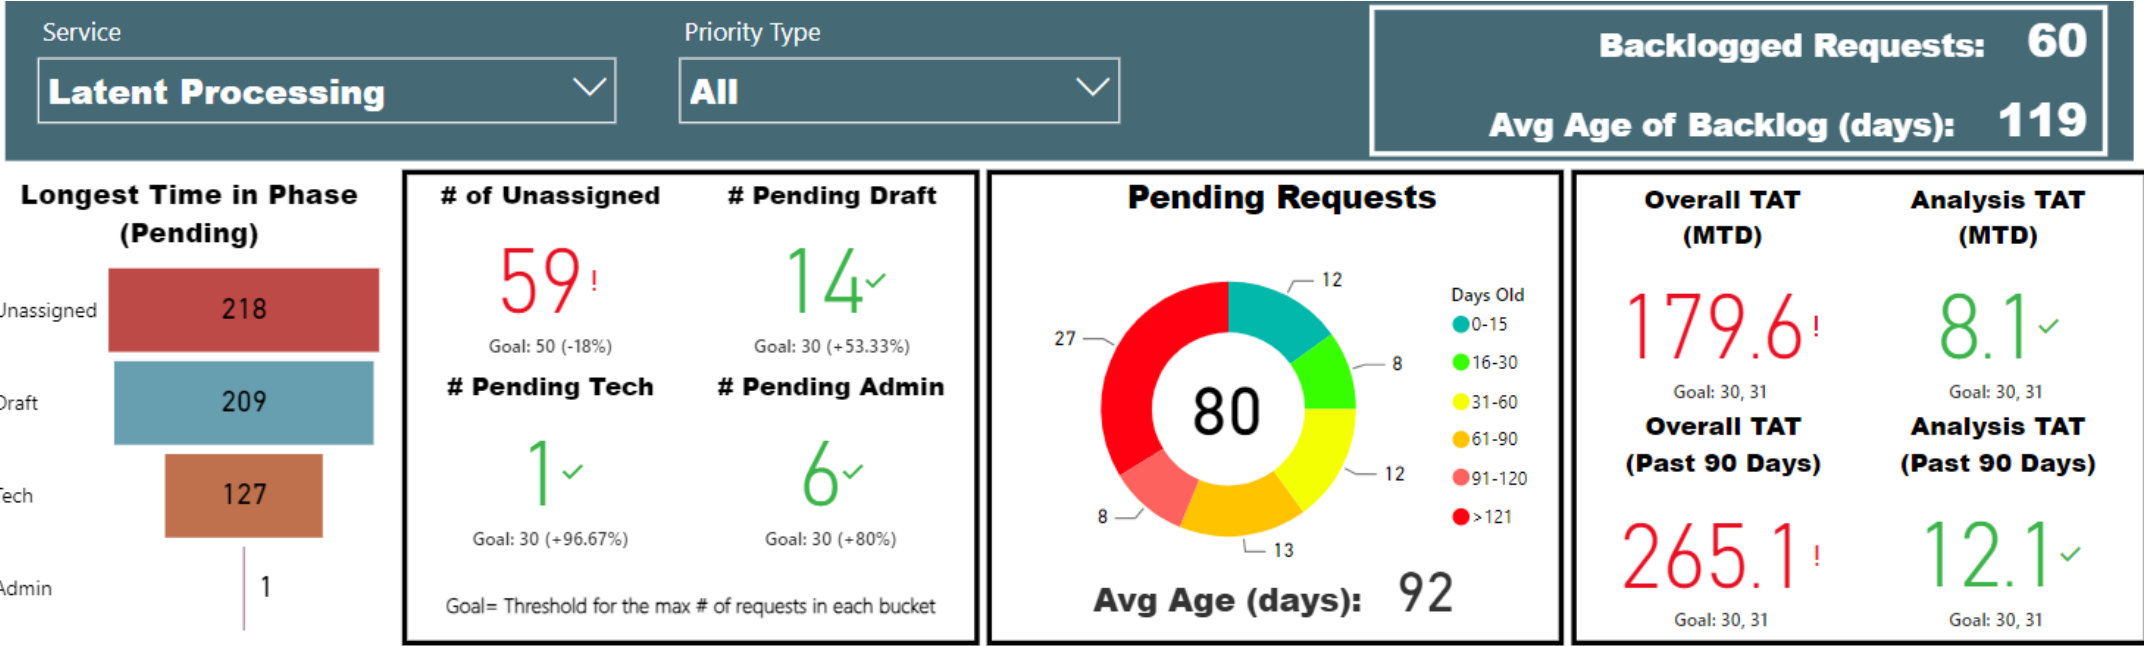 Service
Latent Processing
Priority Type
All
Backlogged Requests: 60
Avg Age of Backlog (days): 119
Longest Time in Phase
(Pending)
Unassigned 218
Draft 209
Tech 127
Admin 1
# of Unassigned
59!
Goal: 50 (-18%)
# Pending Draft
14
Goal: 30 (+53.33%)
# Pending Tech
1
Goal: 30 (+96.67%)
# Pending Admin
6
Goal: 30 (+80%)
Goal= Threshold for the max # of requests in each bucket
Pending Requests
12
8
12
13
8
27
80
Days Old
0-15
16-30
31-60
61-90
91-120
>121
Avg Age (days): 92
Overall TAT
(MTD)
179.6!
Goal: 30, 31
Analysis TAT
(MTD)
8.1
Goal: 30, 31
Overall TAT
(Past 90 Days)
265.1!
Goal: 30, 31
Analysis TAT
(Past 90 Days)
12.1
Goal: 30, 31